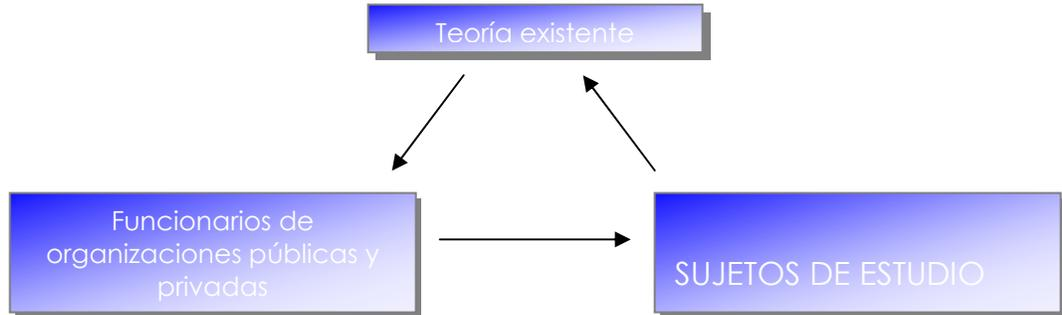 Teoría existente
Funcionarios de
organizaciones públicas y
privadas
SUJETOS DE ESTUDIO